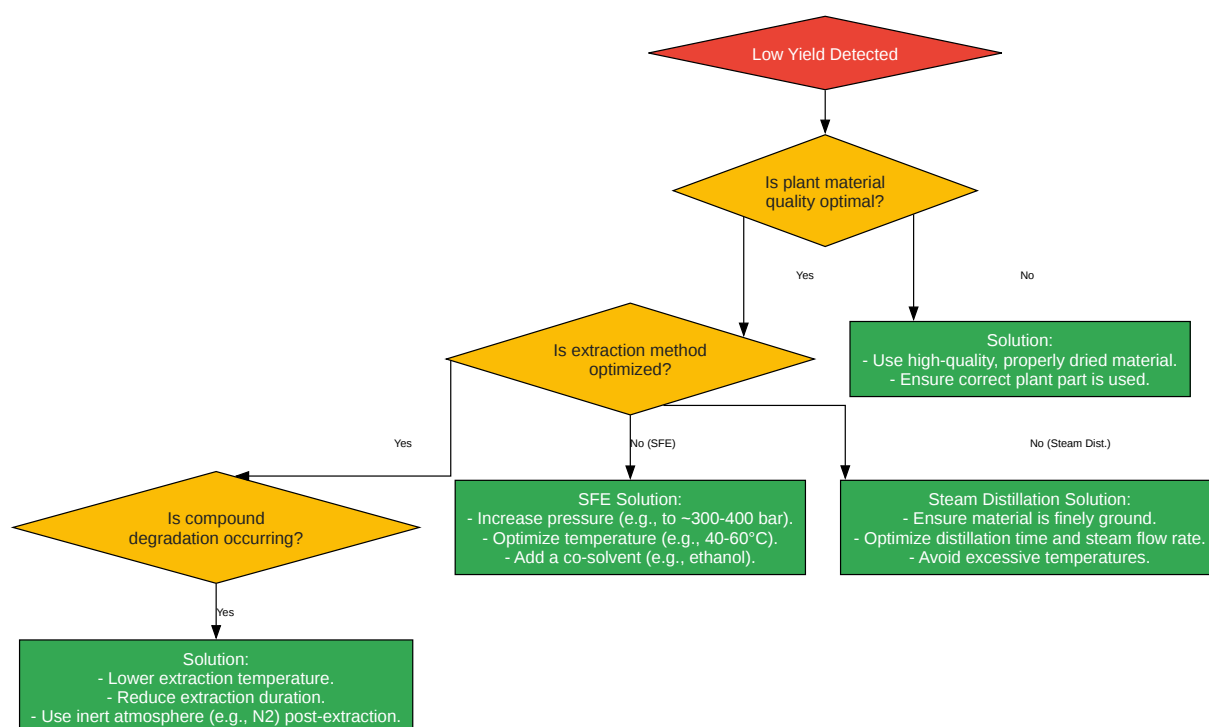 Low Yield Detected
Is plant material
quality optimal?
Yes
No
Is extraction method
optimized?
Solution:
- Use high-quality, properly dried material.
- Ensure correct plant part is used.
Yes
No (SFE)
No (Steam Dist.)
Is compound
degradation occurring?
SFE Solution:
- Increase pressure (e.g., to ~300-400 bar).
- Optimize temperature (e.g., 40-60°C).
- Add a co-solvent (e.g., ethanol).
Steam Distillation Solution:
- Ensure material is finely ground.
- Optimize distillation time and steam flow rate.
- Avoid excessive temperatures.
Yes
Solution:
- Lower extraction temperature.
- Reduce extraction duration.
- Use inert atmosphere (e.g., N2) post-extraction.